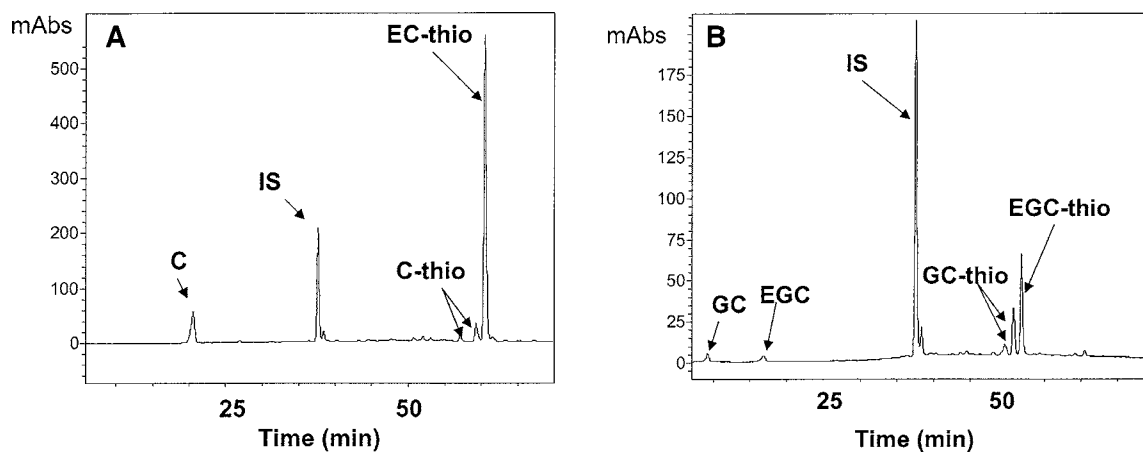 mAbs
A
EC-thio
500
400
300
IS
200
C
C-thio
100
0
25
50
Time (min)
mAbs
B
IS
175
150
125
100
EGC-thio
75
GC-thio
50
GC
EGC
25
0
25
50
Time (min)